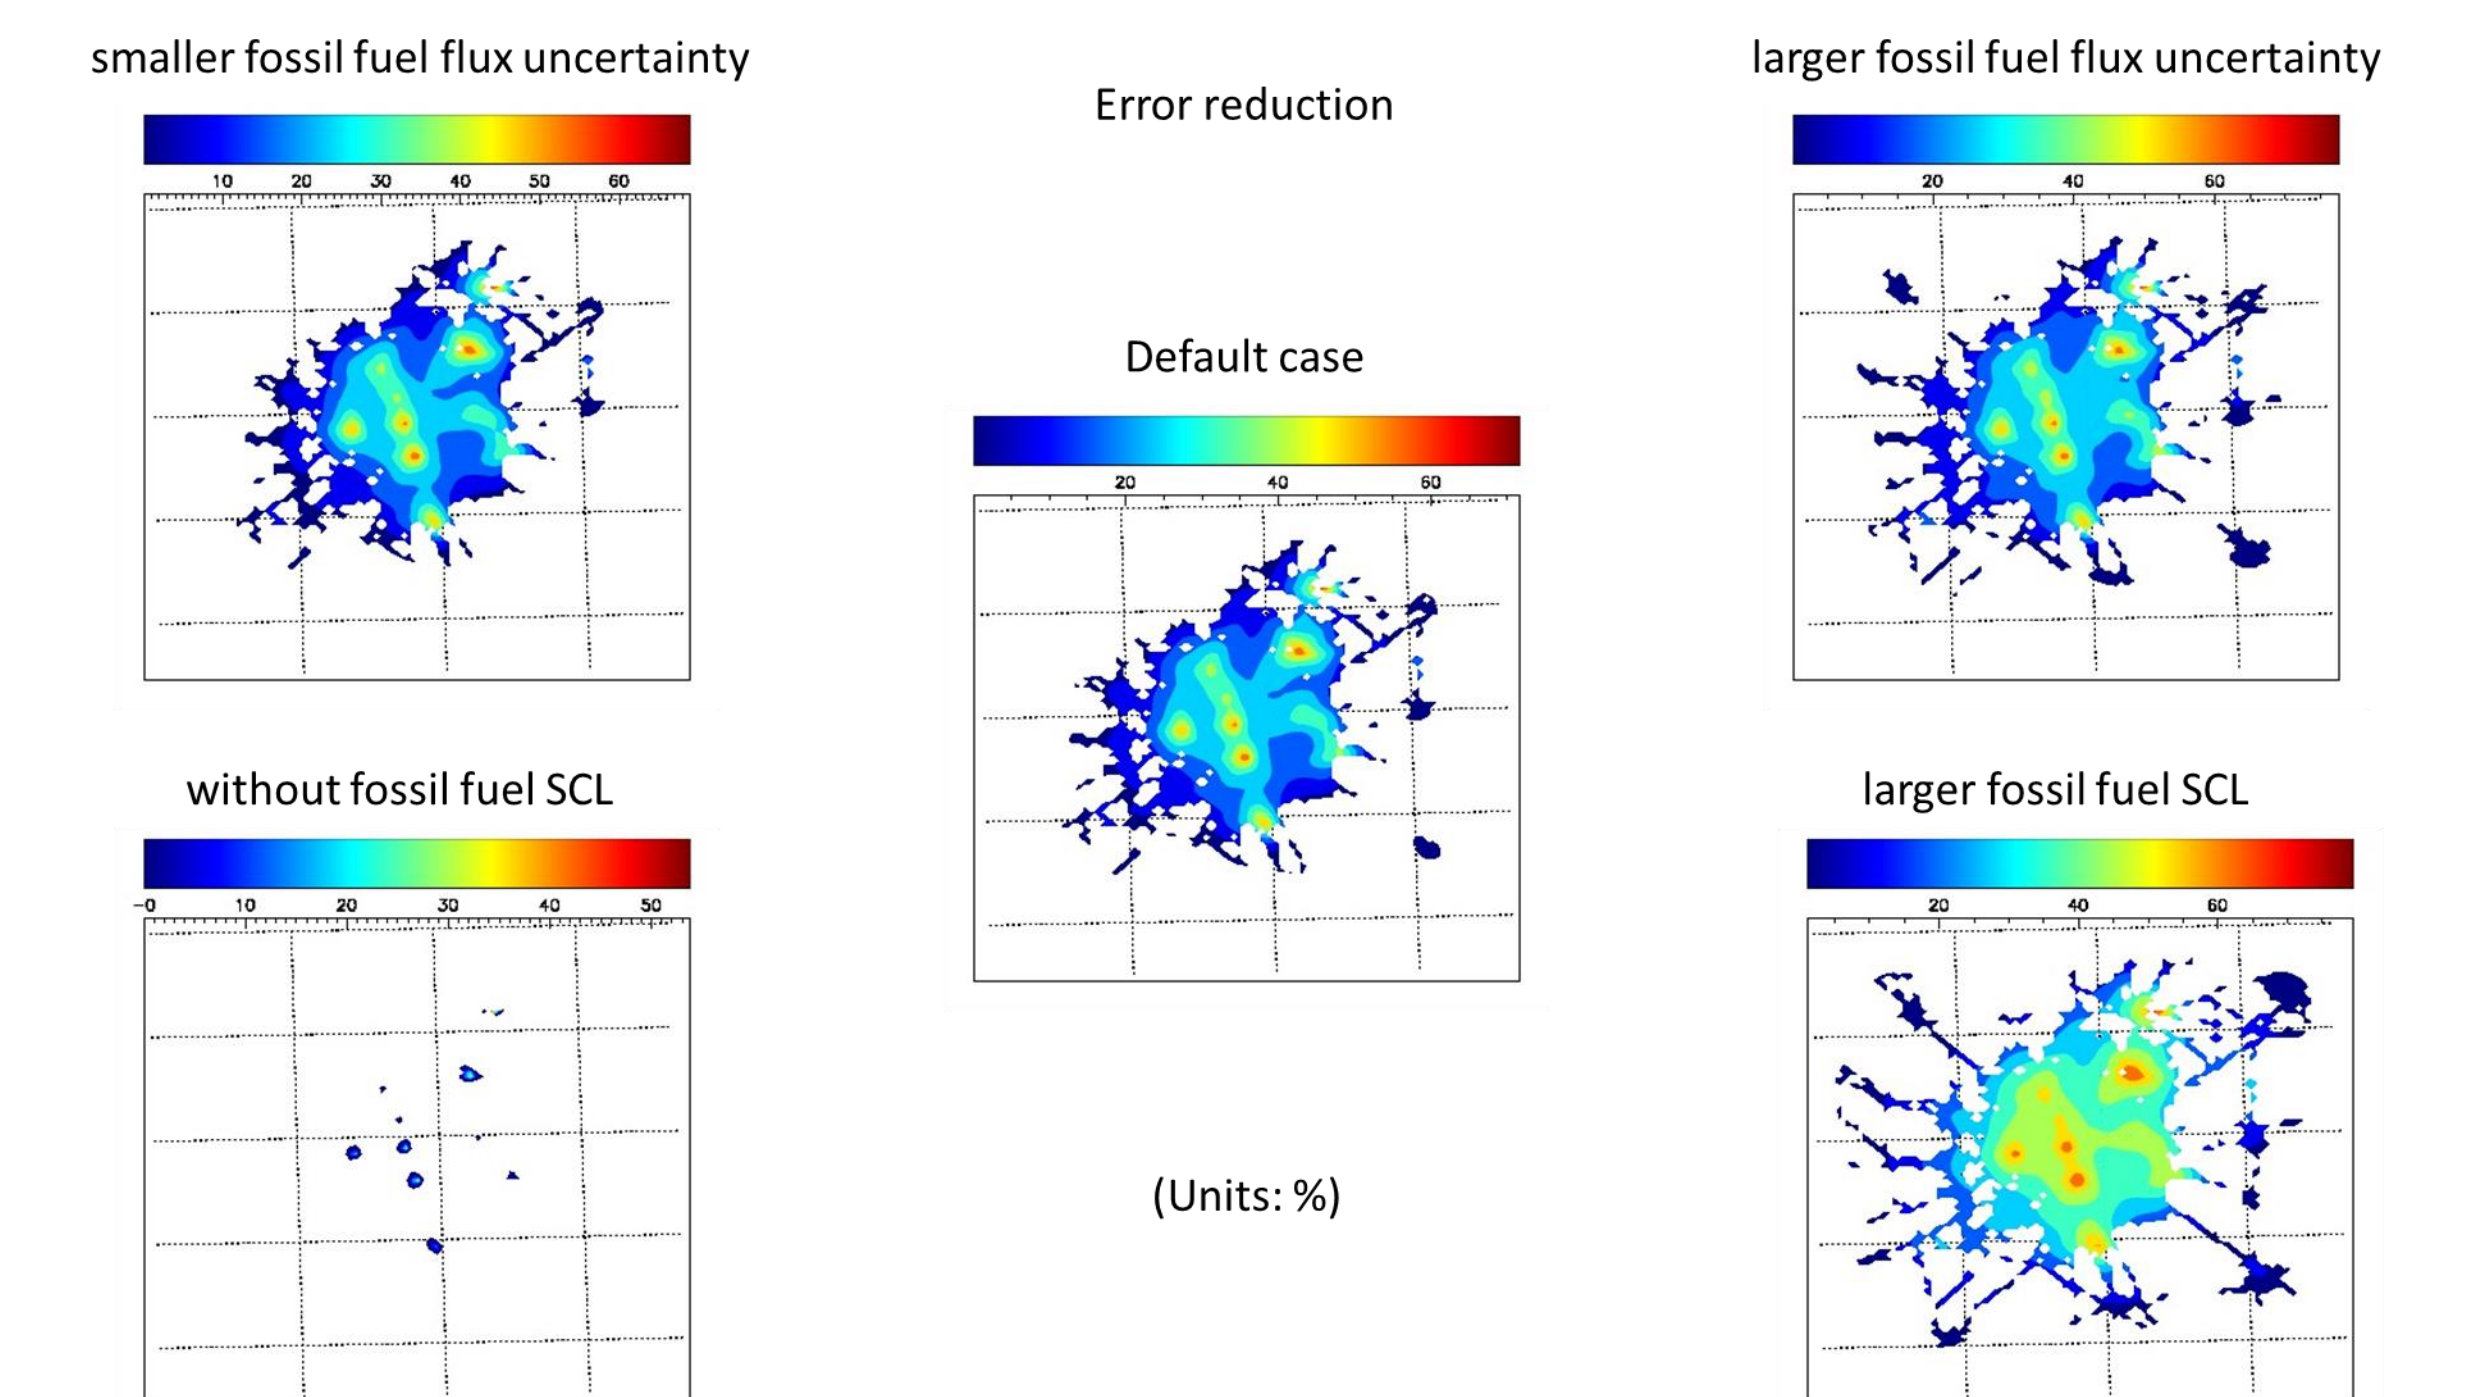 smaller fossil fuel flux uncertainty
10 20 30 40 50 60
Error reduction
larger fossil fuel flux uncertainty
20 40 60
Default case
20 40 60
without fossil fuel SCL
-0 10 20 30 40 50
larger fossil fuel SCL
20 40 60
(Units: %)